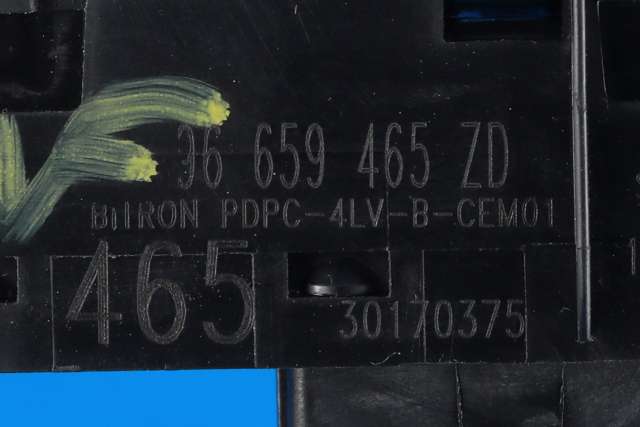 96 659 465 ZD
BITRON PDPC-4LV-B-CEM01
465
30170375